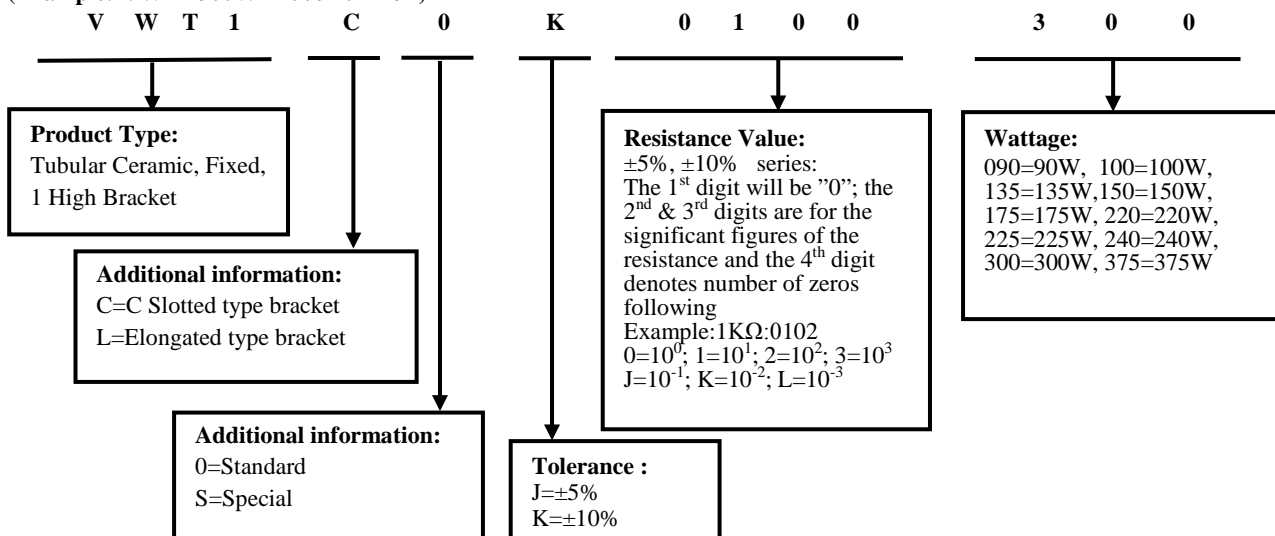 V W T 1 C 0 K 0 1 0 0 3 0 0
Product Type:
Tubular Ceramic, Fixed,
1 High Bracket
Additional information:
C=C Slotted type bracket
L=Elongated type bracket
Additional information:
0=Standard
S=Special
Tolerance :
J=±5%
K=±10%
Resistance Value:
±5%, ±10% series:
The 1st digit will be ”0”; the
2nd & 3rd digits are for the
significant figures of the
resistance and the 4th digit
denotes number of zeros
following
Example:1KΩ:0102
0=10⁰; 1=10¹; 2=10²; 3=10³
J=10⁻¹; K=10⁻²; L=10⁻³
Wattage:
090=90W, 100=100W,
135=135W,150=150W,
175=175W, 220=220W,
225=225W, 240=240W,
300=300W, 375=375W